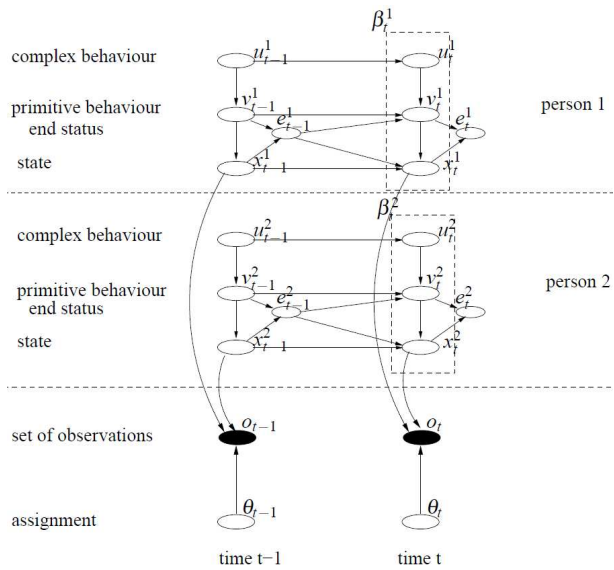 β_t^1
complex behaviour u_{t−1}^1 u_t^1
primitive behaviour v_{t−1}^1 v_t^1
end status e_{t−1}^1 e_t^1 person 1
state x_{t−1}^1 x_t^1
β_t^2
complex behaviour u_{t−1}^2 u_t^2
primitive behaviour v_{t−1}^2 v_t^2 person 2
end status e_{t−1}^2 e_t^2
state x_{t−1}^2 x_t^2
set of observations o_{t−1} o_t
assignment θ_{t−1} θ_t
time t−1 time t